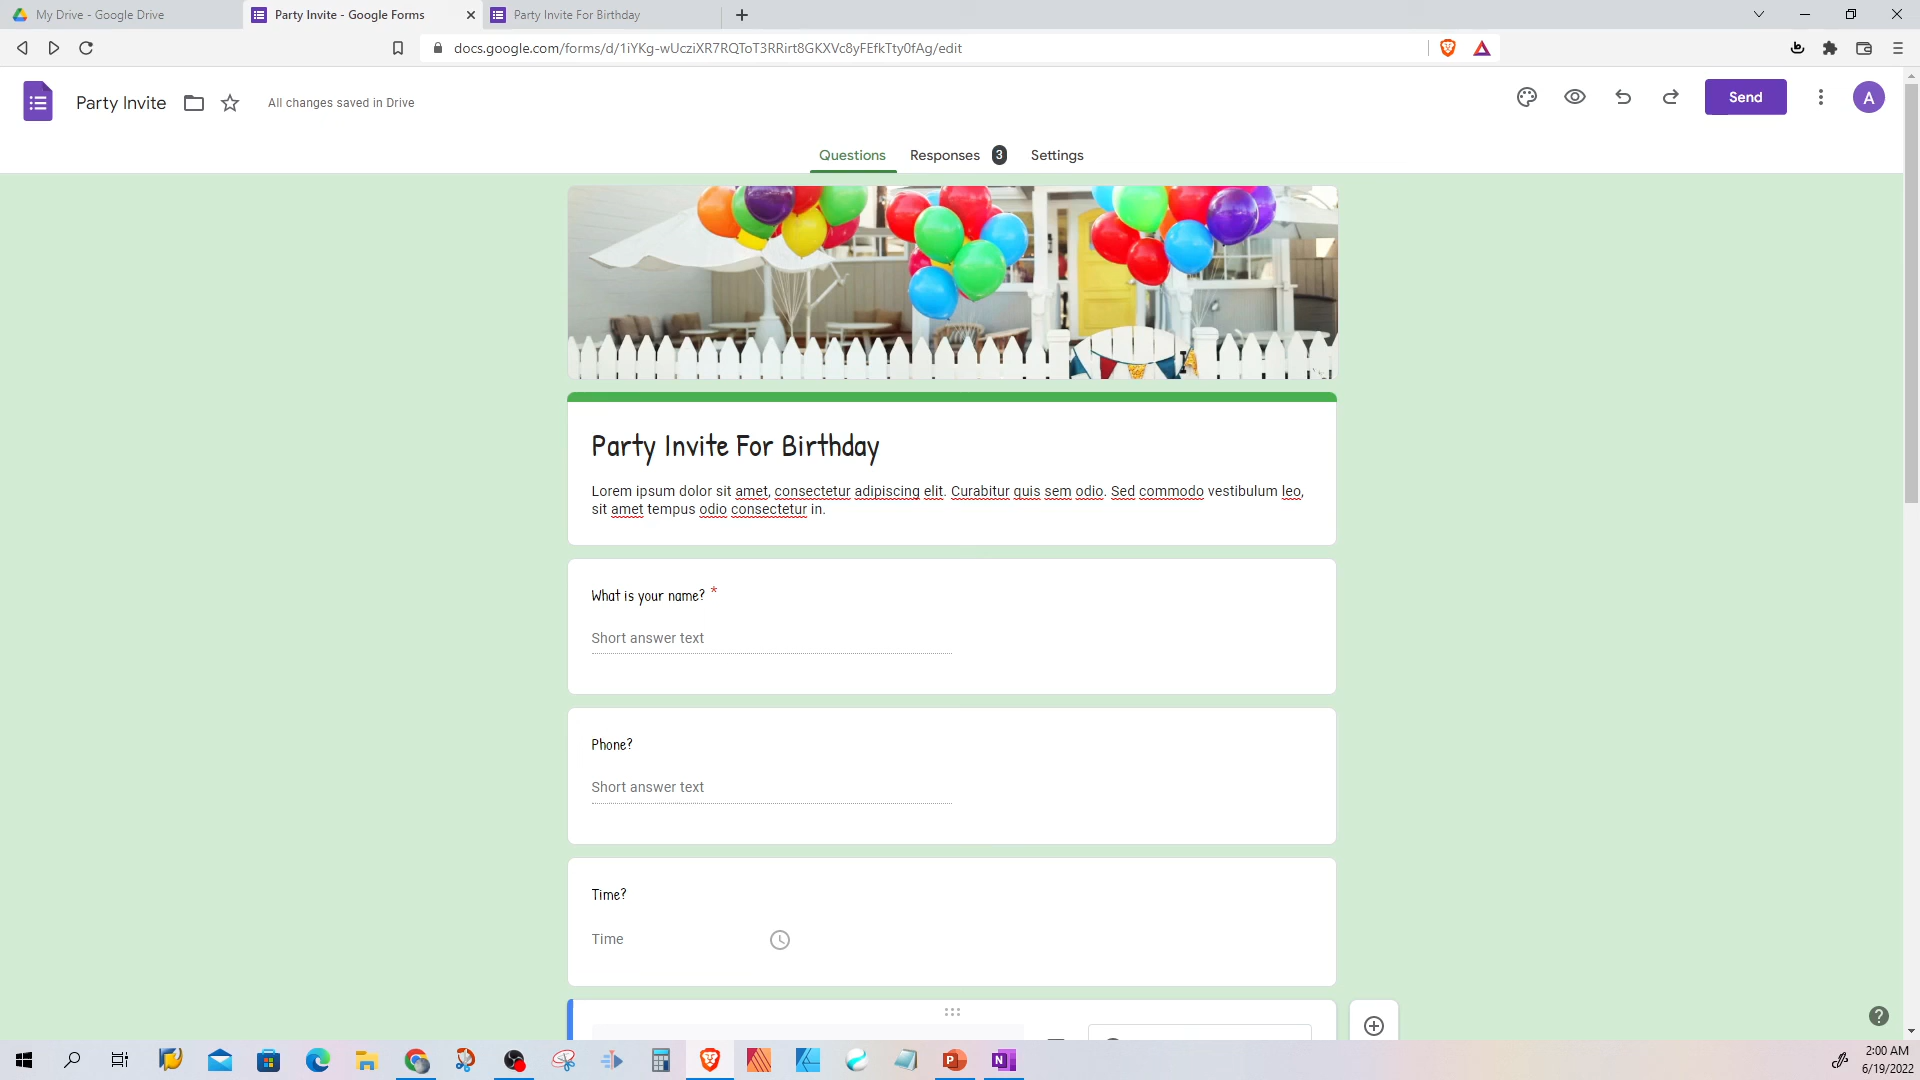 My Drive - Google Drive
Party Invite - Google Forms
Party Invite For Birthday
docs.google.com/forms/d/1iYKg-wUcziXR7RQToT3RRirt8GKXVc8yFEfkTty0fAg/edit
Party Invite
All changes saved in Drive
Send
A
Questions
Responses 3
Settings
Party Invite For Birthday
Lorem ipsum dolor sit amet, consectetur adipiscing elit. Curabitur quis sem odio. Sed commodo vestibulum leo,
sit amet tempus odio consectetur in.
What is your name? *
Short answer text
Phone?
Short answer text
Time?
Time
2:00 AM
6/19/2022